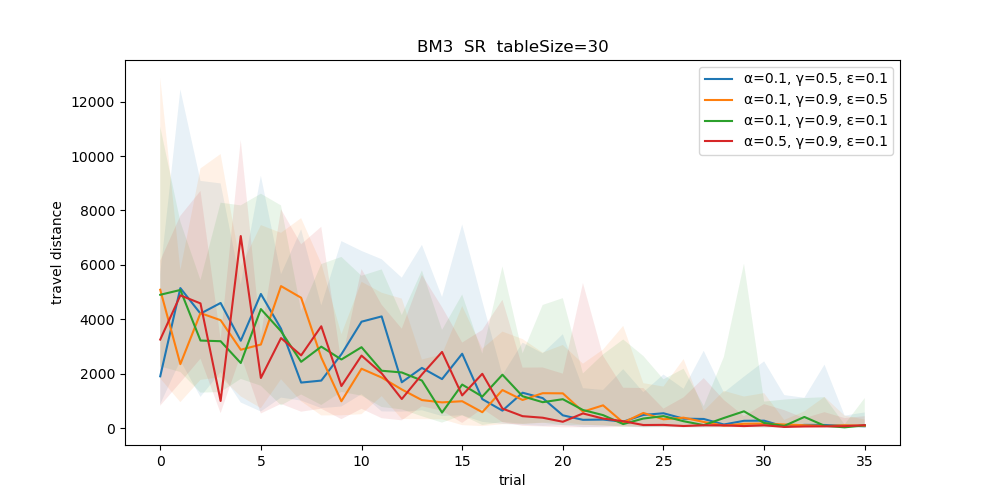 BM3 SR tableSize=30
α=0.1, γ=0.5, ε=0.1
α=0.1, γ=0.9, ε=0.5
α=0.1, γ=0.9, ε=0.1
α=0.5, γ=0.9, ε=0.1
travel distance
12000
10000
8000
6000
4000
2000
0
0 5 10 15 20 25 30 35
trial